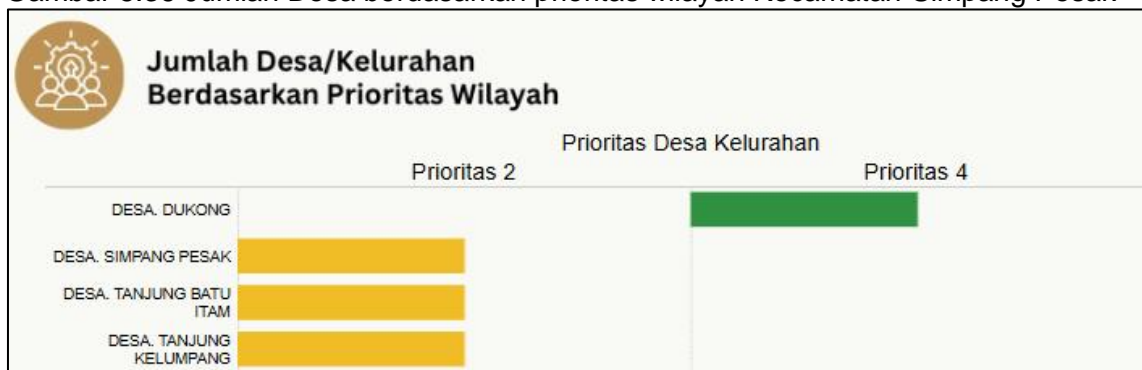 Jumlah Desa/Kelurahan
Berdasarkan Prioritas Wilayah
Prioritas Desa Kelurahan
Prioritas 2 Prioritas 4
DESA. DUKONG
DESA. SIMPANG PESAK
DESA. TANJUNG BATU
ITAM
DESA. TANJUNG
KELUMPANG